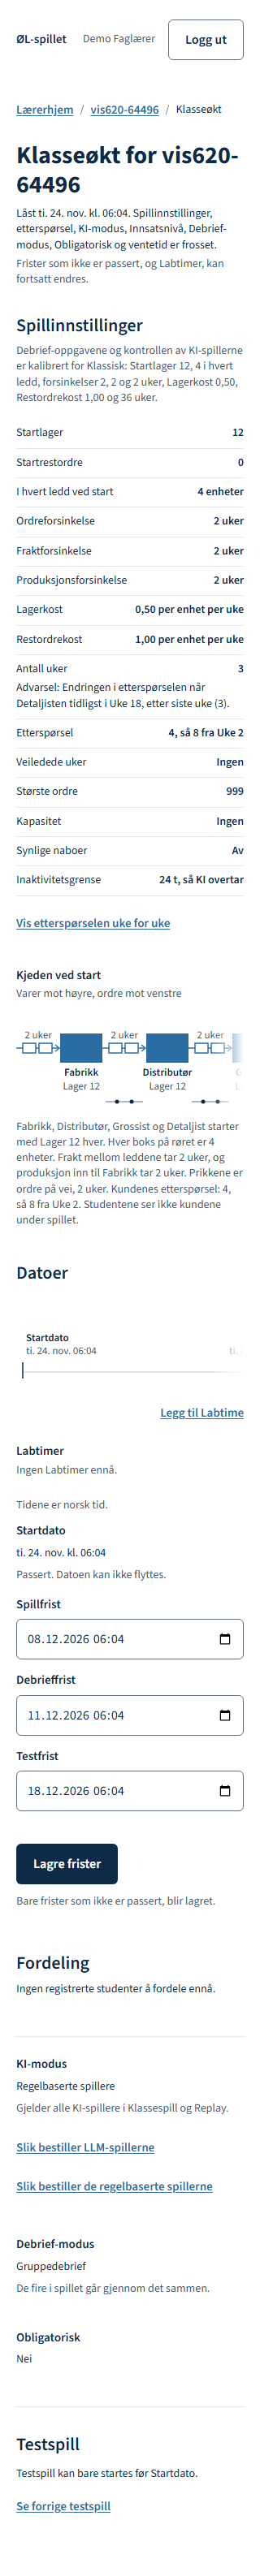 ØL-spillet Demo Faglærer Logg ut
Lærerhjem / vis620-64496 / Klasseøkt
Klasseøkt for vis620-
64496
Låst ti. 24. nov. kl. 06:04. Spillinnstillinger,
etterspørsel, KI-modus, Innsatsnivå, Debrief-
modus, Obligatorisk og ventetid er frosset.
Frister som ikke er passert, og Labtimer, kan
fortsatt endres.
Spillinnstillinger
Debrief-oppgavene og kontrollen av KI-spillerne
er kalibrert for Klassisk: Startlager 12, 4 i hvert
ledd, forsinkelser 2, 2 og 2 uker, Lagerkost 0,50,
Restordrekost 1,00 og 36 uker.
Startlager 12
Startrestordre 0
I hvert ledd ved start 4 enheter
Ordreforsinkelse 2 uker
Fraktforsinkelse 2 uker
Produksjonsforsinkelse 2 uker
Lagerkost 0,50 per enhet per uke
Restordrekost 1,00 per enhet per uke
Antall uker 3
Advarsel: Endringen i etterspørselen når
Detaljisten tidligst i Uke 18, etter siste uke (3).
Etterspørsel 4, så 8 fra Uke 2
Veiledede uker Ingen
Største ordre 999
Kapasitet Ingen
Synlige naboer Av
Inaktivitetsgrense 24 t, så KI overtar
Vis etterspørselen uke for uke
Kjeden ved start
Varer mot høyre, ordre mot venstre
2 uker 2 uker 2 uker
Fabrikk Distributør
Lager 12 Lager 12
Fabrikk, Distributør, Grossist og Detaljist starter
med Lager 12 hver. Hver boks på røret er 4
enheter. Frakt mellom leddene tar 2 uker, og
produksjon inn til Fabrikk tar 2 uker. Prikkene er
ordre på vei, 2 uker. Kundenes etterspørsel: 4,
så 8 fra Uke 2. Studentene ser ikke kundene
under spillet.
Datoer
Startdato
ti. 24. nov. 06:04
Legg til Labtime
Labtimer
Ingen Labtimer ennå.
Tidene er norsk tid.
Startdato
ti. 24. nov. kl. 06:04
Passert. Datoen kan ikke flyttes.
Spillfrist
08.12.2026 06:04
Debrieffrist
11.12.2026 06:04
Testfrist
18.12.2026 06:04
Lagre frister
Bare frister som ikke er passert, blir lagret.
Fordeling
Ingen registrerte studenter å fordele ennå.
KI-modus
Regelbaserte spillere
Gjelder alle KI-spillere i Klassespill og Replay.
Slik bestiller LLM-spillerne
Slik bestiller de regelbaserte spillerne
Debrief-modus
Gruppedebrief
De fire i spillet går gjennom det sammen.
Obligatorisk
Nei
Testspill
Testspill kan bare startes før Startdato.
Se forrige testspill